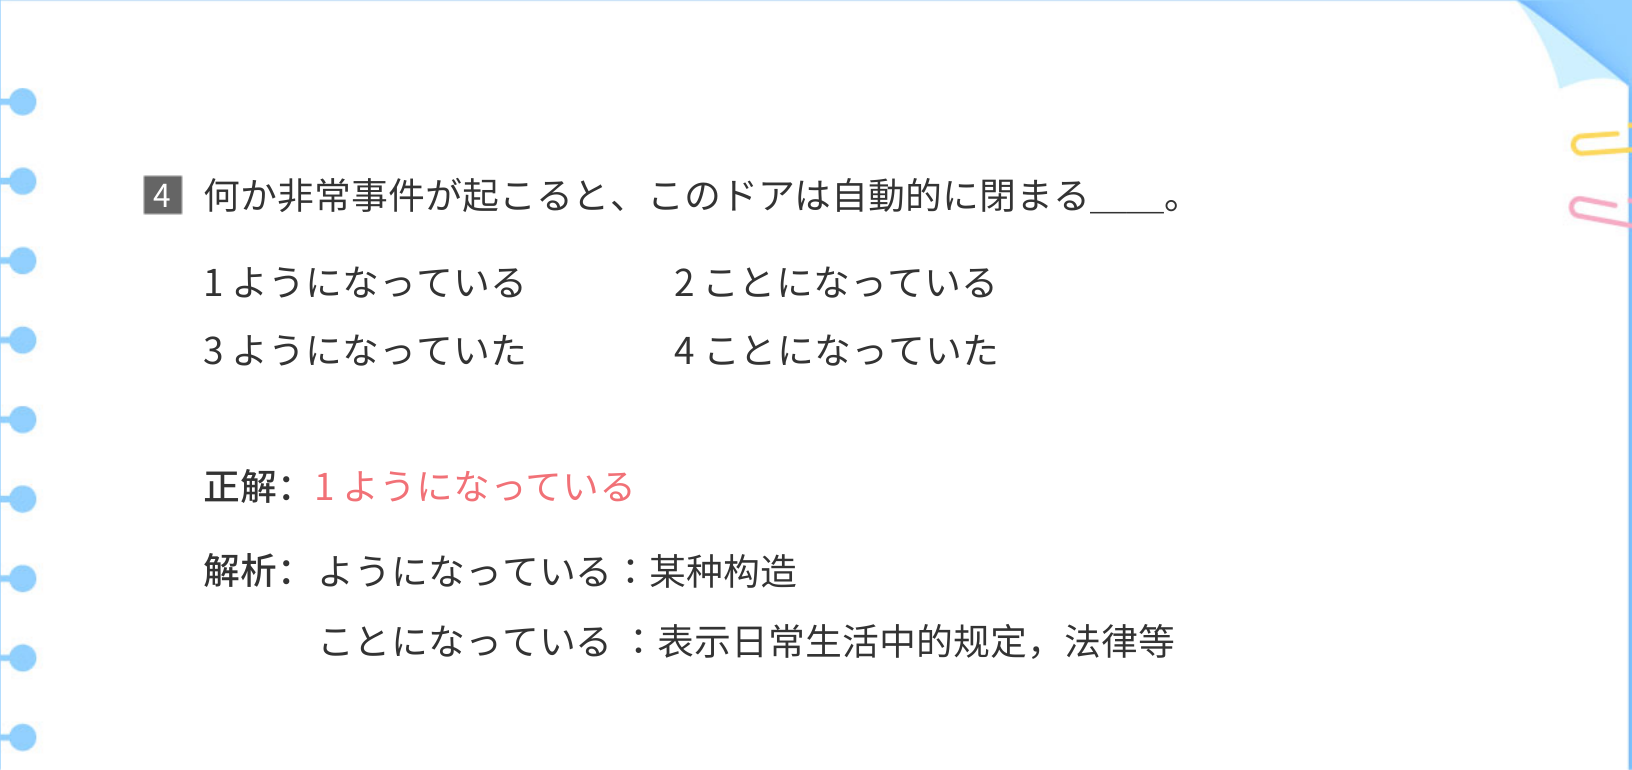 4 何か非常事件が起こると、このドアは自動的に閉まる____。
1 ようになっている 2 ことになっている
3 ようになっていた 4 ことになっていた
正解：1 ようになっている
解析：ようになっている：某种构造
ことになっている ：表示日常生活中的规定，法律等